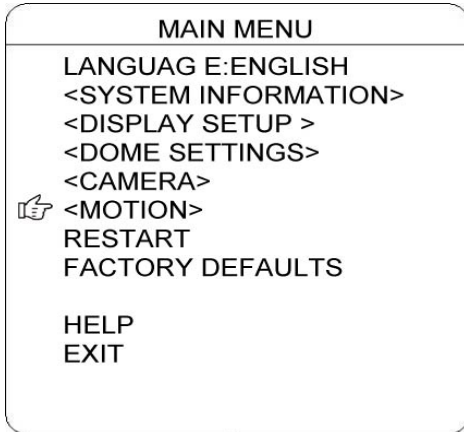 MAIN MENU
LANGUAG E:ENGLISH
<SYSTEM INFORMATION>
<DISPLAY SETUP >
<DOME SETTINGS>
<CAMERA>
<MOTION>
RESTART
FACTORY DEFAULTS
HELP
EXIT